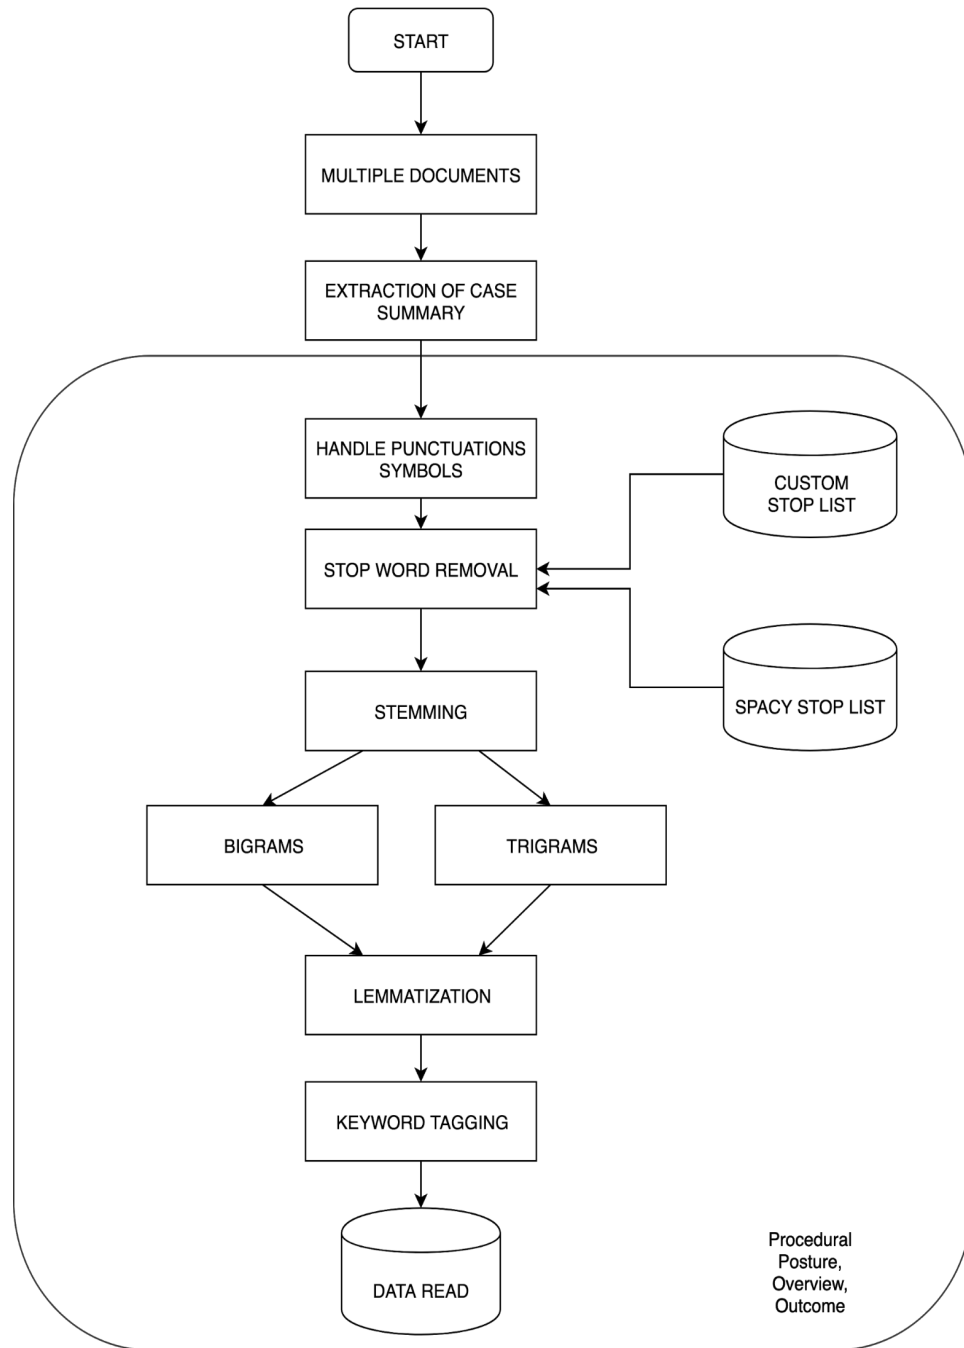 START
MULTIPLE DOCUMENTS
EXTRACTION OF CASE
SUMMARY
HANDLE PUNCTUATIONS
SYMBOLS
CUSTOM
STOP LIST
STOP WORD REMOVAL
SPACY STOP LIST
STEMMING
BIGRAMS
TRIGRAMS
LEMMATIZATION
KEYWORD TAGGING
DATA READ
Procedural
Posture,
Overview,
Outcome